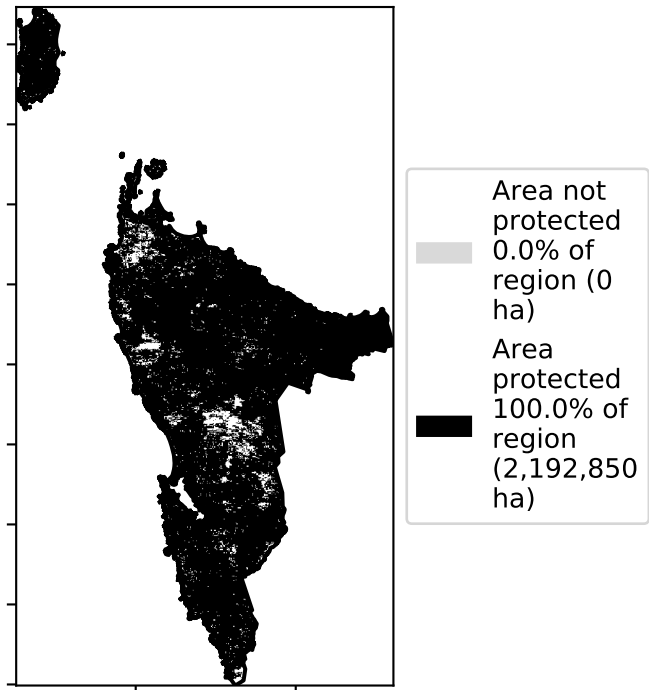 Area not
protected
0.0% of
region (0
ha)
Area
protected
100.0% of
region
(2,192,850
ha)